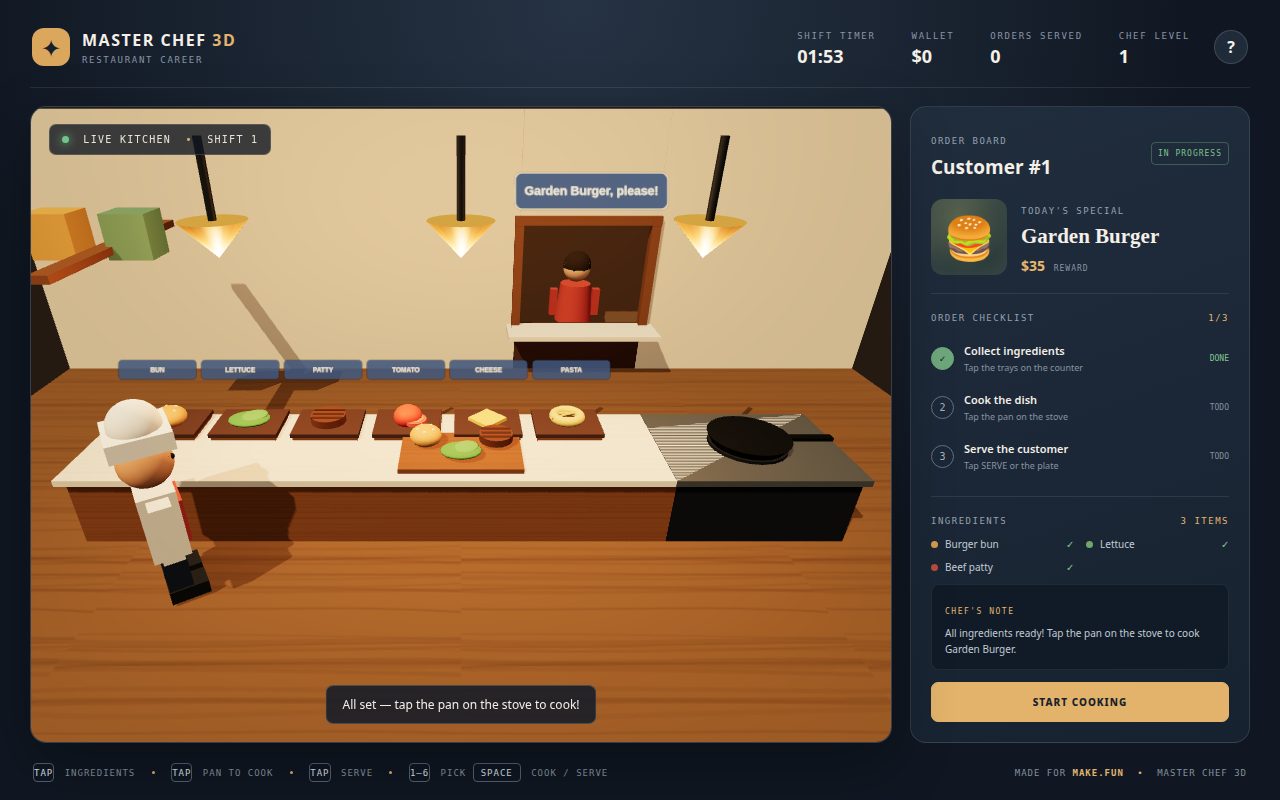 MASTER CHEF 3D
RESTAURANT CAREER
SHIFT TIMER
01:53
WALLET
$0
ORDERS SERVED
0
CHEF LEVEL
1
?
LIVE KITCHEN • SHIFT 1
Garden Burger, please!
BUN
LETTUCE
PATTY
TOMATO
CHEESE
PASTA
All set — tap the pan on the stove to cook!
ORDER BOARD
Customer #1
IN PROGRESS
TODAY'S SPECIAL
Garden Burger
$35 REWARD
ORDER CHECKLIST 1/3
✓ Collect ingredients DONE
Tap the trays on the counter
2 Cook the dish TODO
Tap the pan on the stove
3 Serve the customer TODO
Tap SERVE or the plate
INGREDIENTS 3 ITEMS
Burger bun ✓ Lettuce ✓
Beef patty ✓
CHEF'S NOTE
All ingredients ready! Tap the pan on the stove to cook
Garden Burger.
START COOKING
TAP INGREDIENTS • TAP PAN TO COOK • TAP SERVE • 1–6 PICK SPACE COOK / SERVE
MADE FOR MAKE.FUN • MASTER CHEF 3D